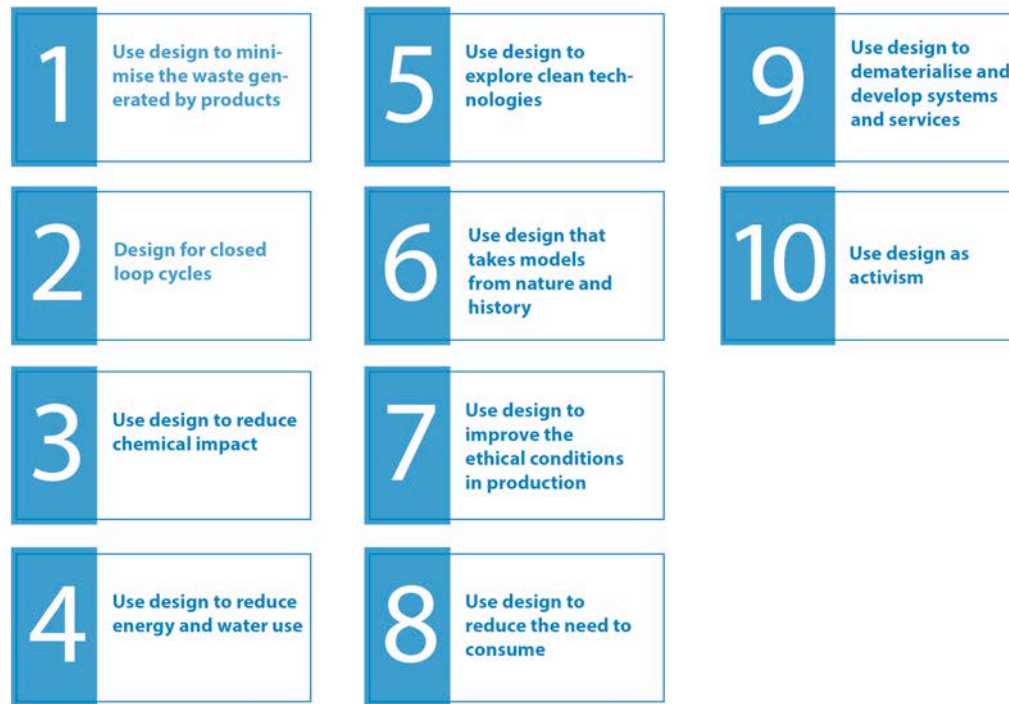 1
Use design to mini-
mise the waste gen-
erated by products
2
Design for closed
loop cycles
3
Use design to reduce
chemical impact
4
Use design to reduce
energy and water use
5
Use design to
explore clean tech-
nologies
6
Use design that
takes models
from nature and
history
7
Use design to
improve the
ethical conditions
in production
8
Use design to
reduce the need to
consume
9
Use design to
dematerialise and
develop systems
and services
10
Use design as
activism